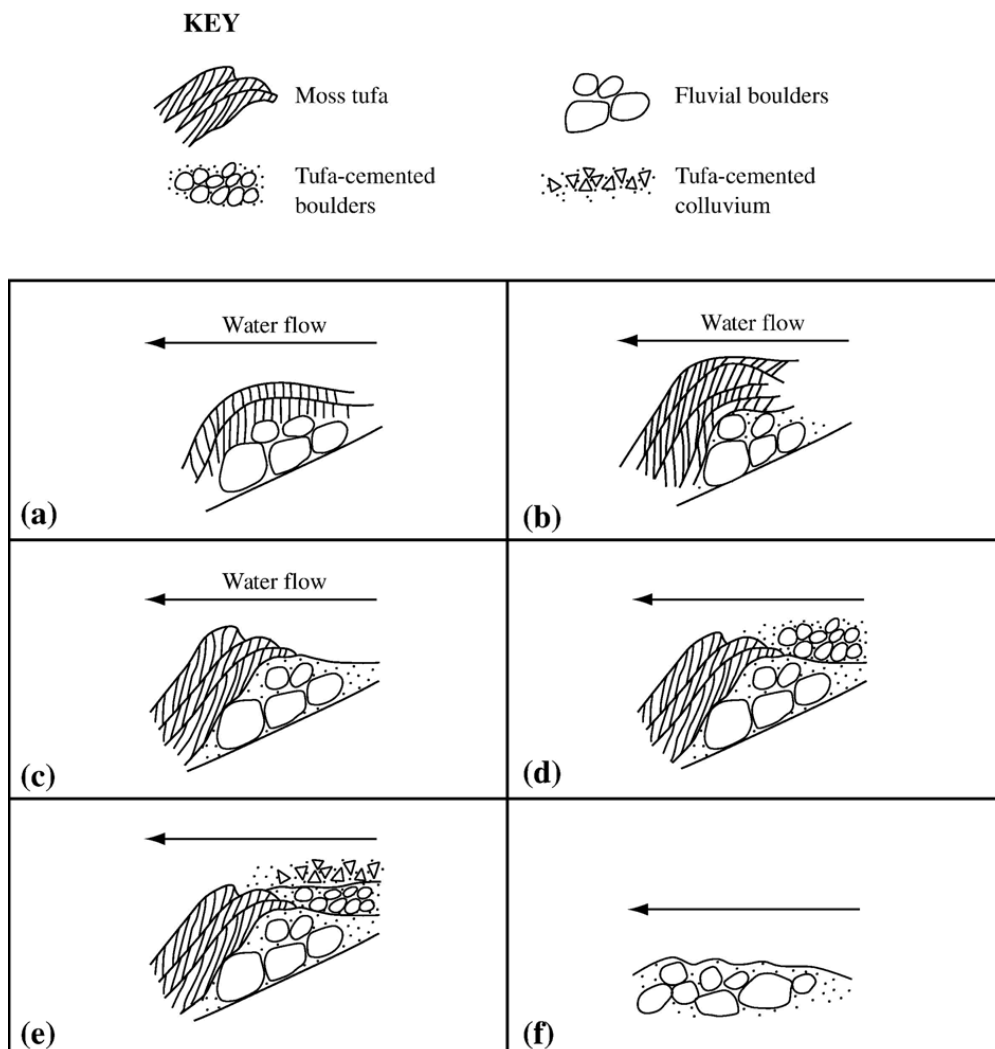 KEY
Moss tufa
Fluvial boulders
Tufa-cemented
boulders
Tufa-cemented
colluvium
Water flow
(a)
Water flow
(b)
Water flow
(c)
(d)
(e)
(f)